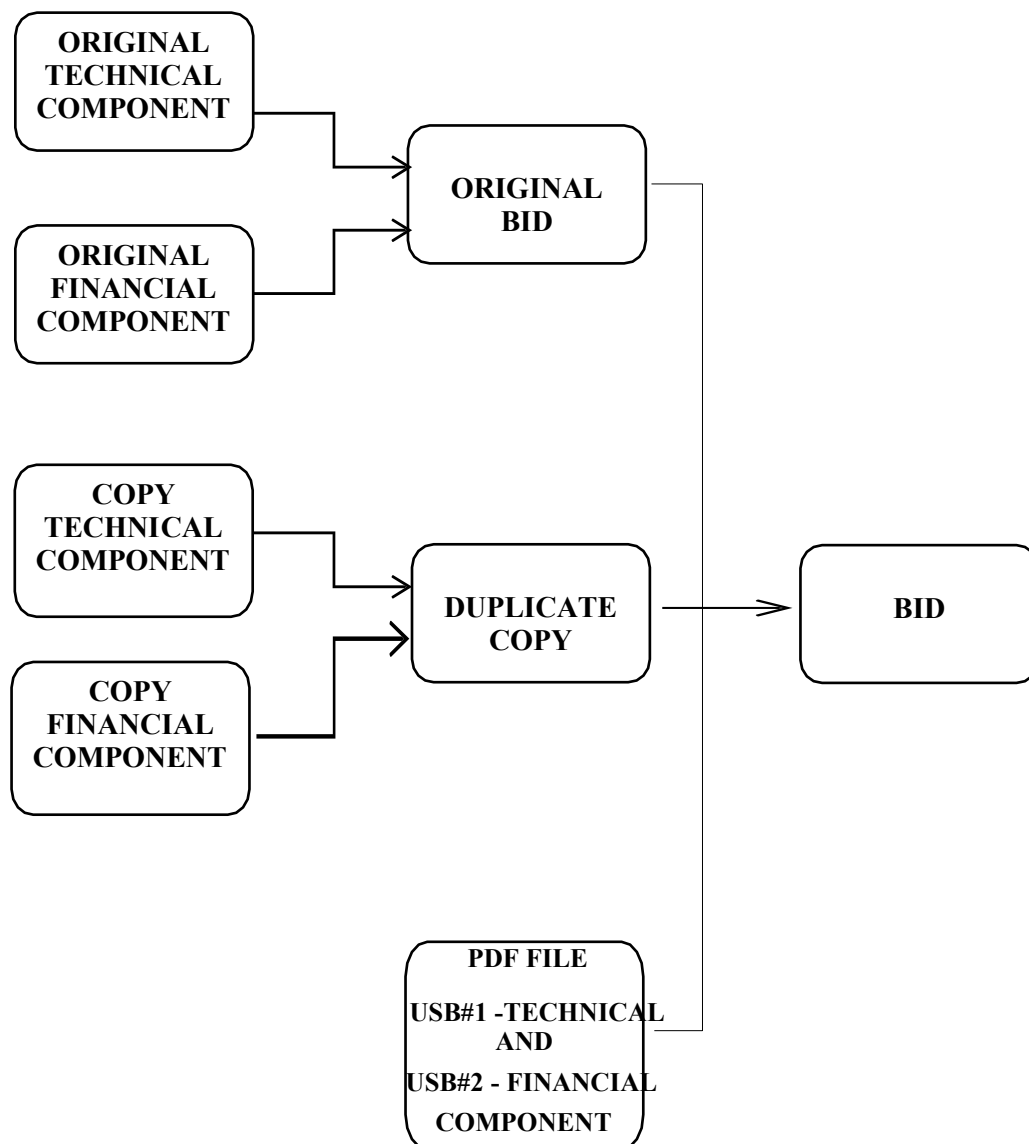 ORIGINAL
TECHNICAL
COMPONENT
ORIGINAL
FINANCIAL
COMPONENT
ORIGINAL
BID
COPY
TECHNICAL
COMPONENT
COPY
FINANCIAL
COMPONENT
DUPLICATE
COPY
BID
PDF FILE
USB#1 -TECHNICAL
AND
USB#2 - FINANCIAL
COMPONENT